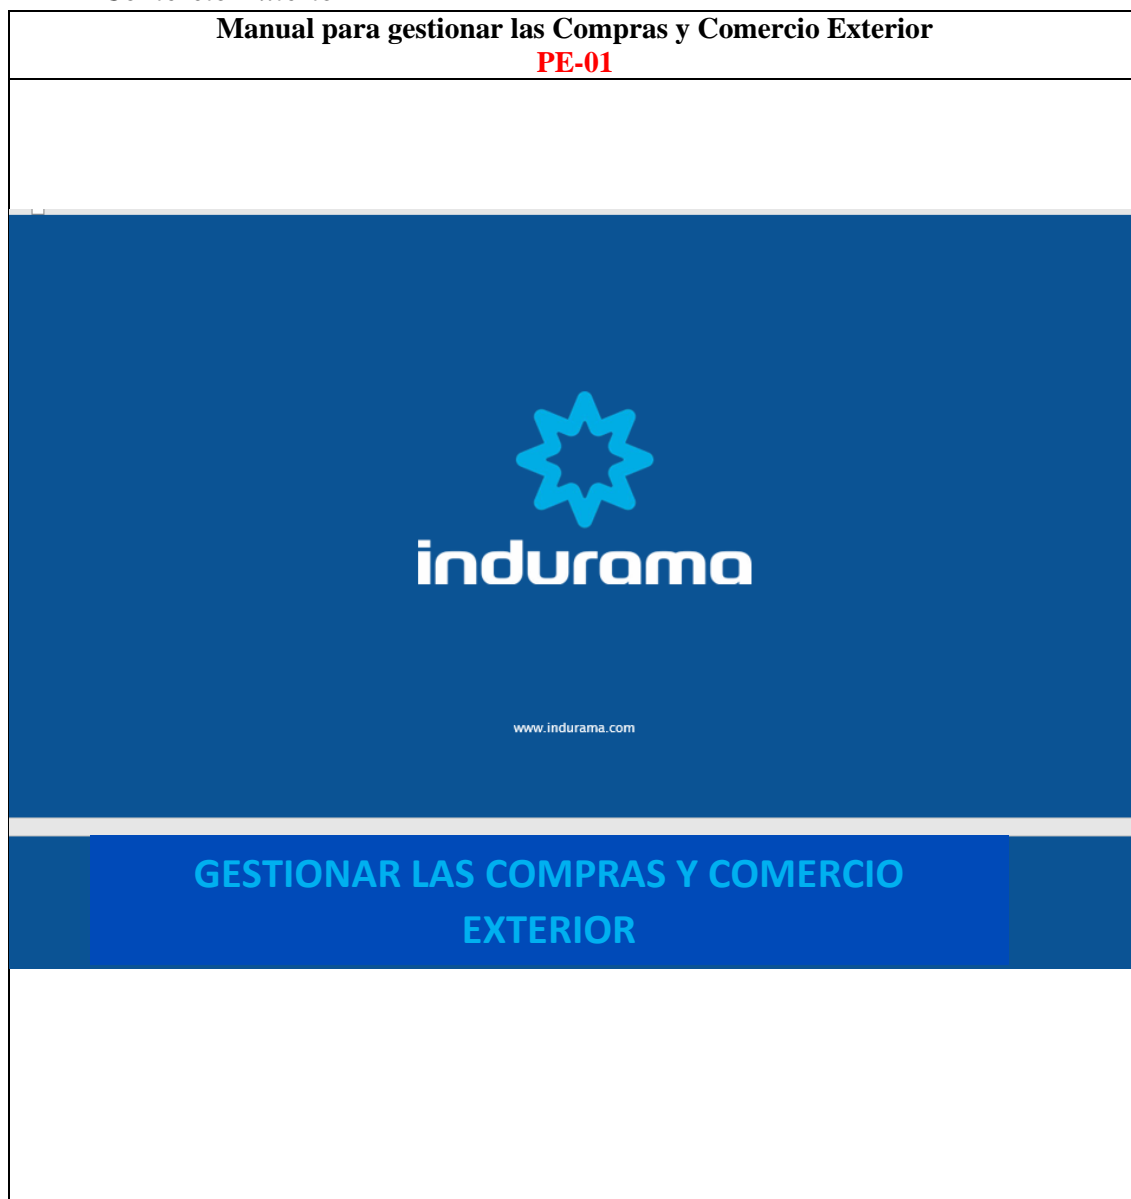 Manual para gestionar las Compras y Comercio Exterior
PE-01
indurama
www.indurama.com
GESTIONAR LAS COMPRAS Y COMERCIO
EXTERIOR